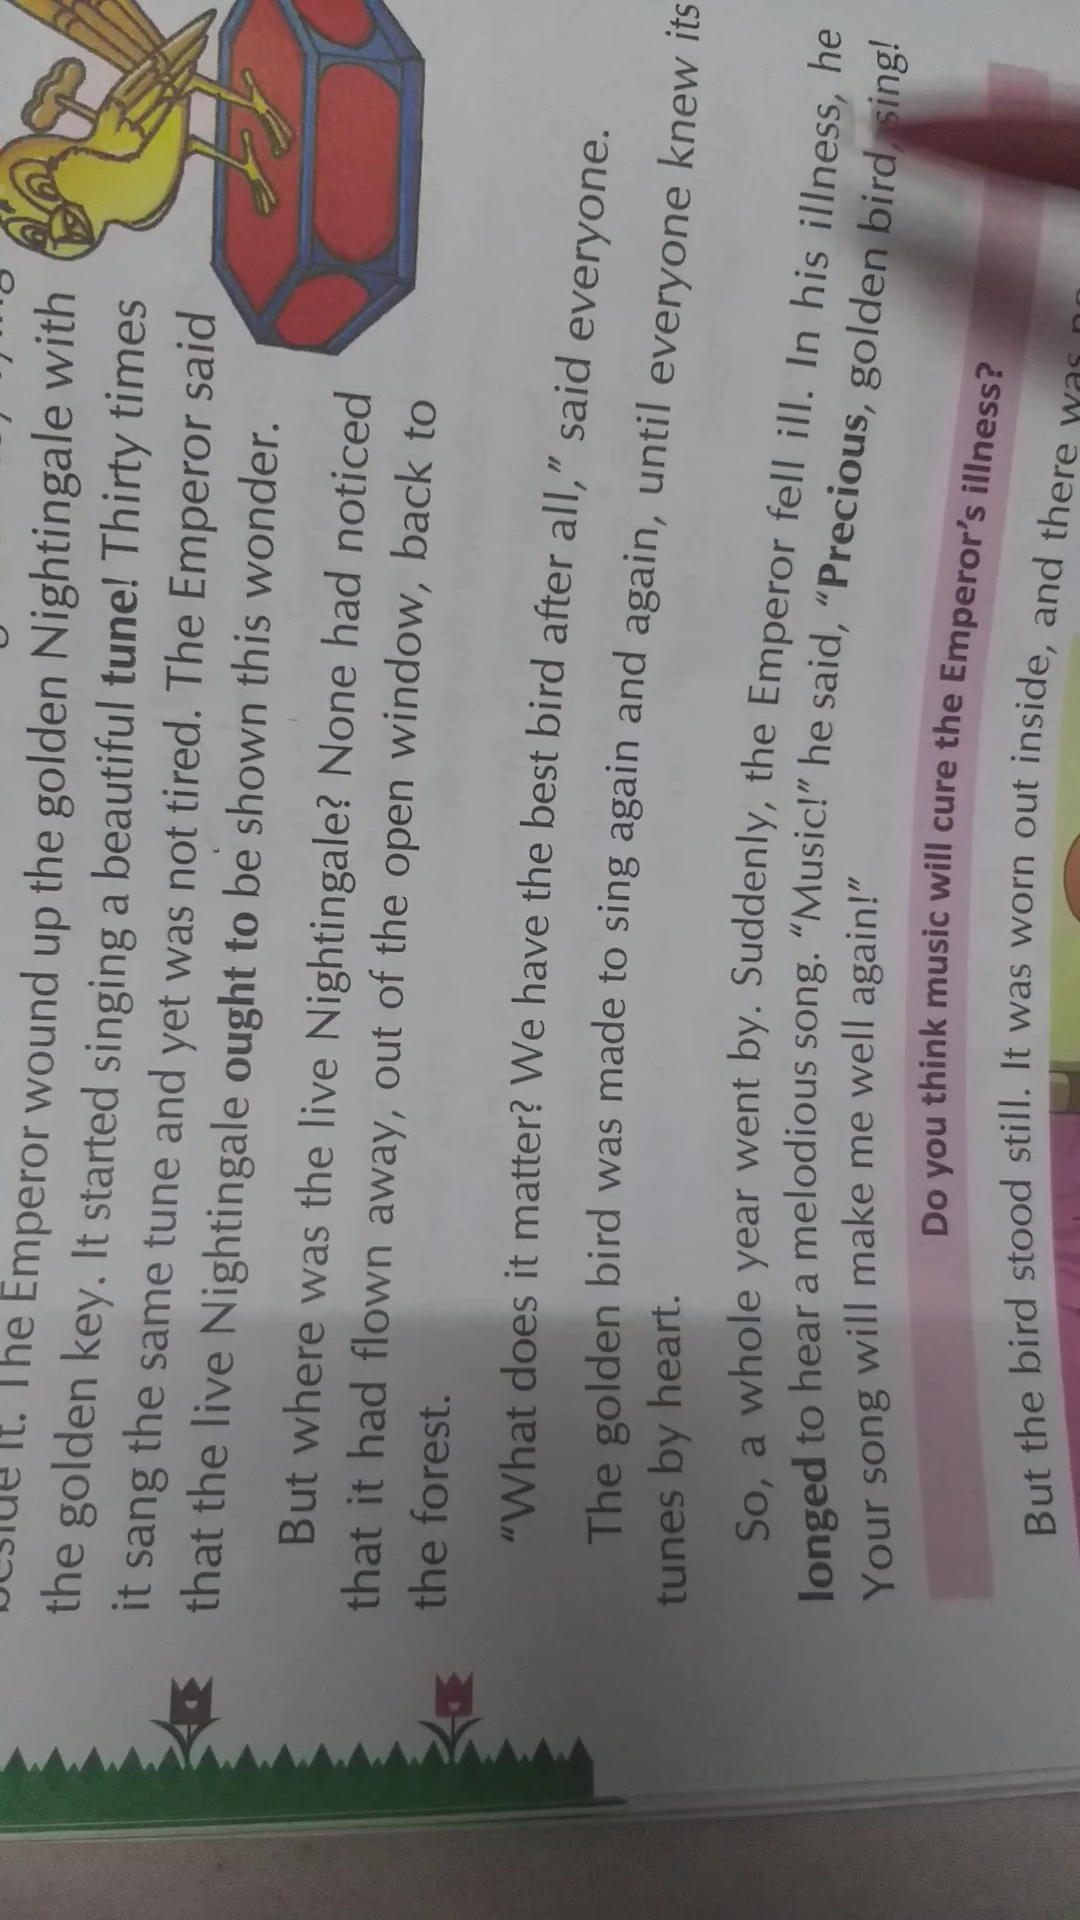 beside it. The Emperor wound up the golden Nightingale with
the golden key. It started singing a beautiful tune! Thirty times
it sang the same tune and yet was not tired. The Emperor said
that the live Nightingale ought to be shown this wonder.
But where was the live Nightingale? None had noticed
that it had flown away, out of the open window, back to
the forest.
"What does it matter? We have the best bird after all," said everyone.
The golden bird was made to sing again and again, until everyone knew its
tunes by heart.
So, a whole year went by. Suddenly, the Emperor fell ill. In his illness, he
longed to hear a melodious song. "Music!" he said, "Precious, golden bird, sing!
Your song will make me well again!"
Do you think music will cure the Emperor's illness?
But the bird stood still. It was worn out inside, and there was